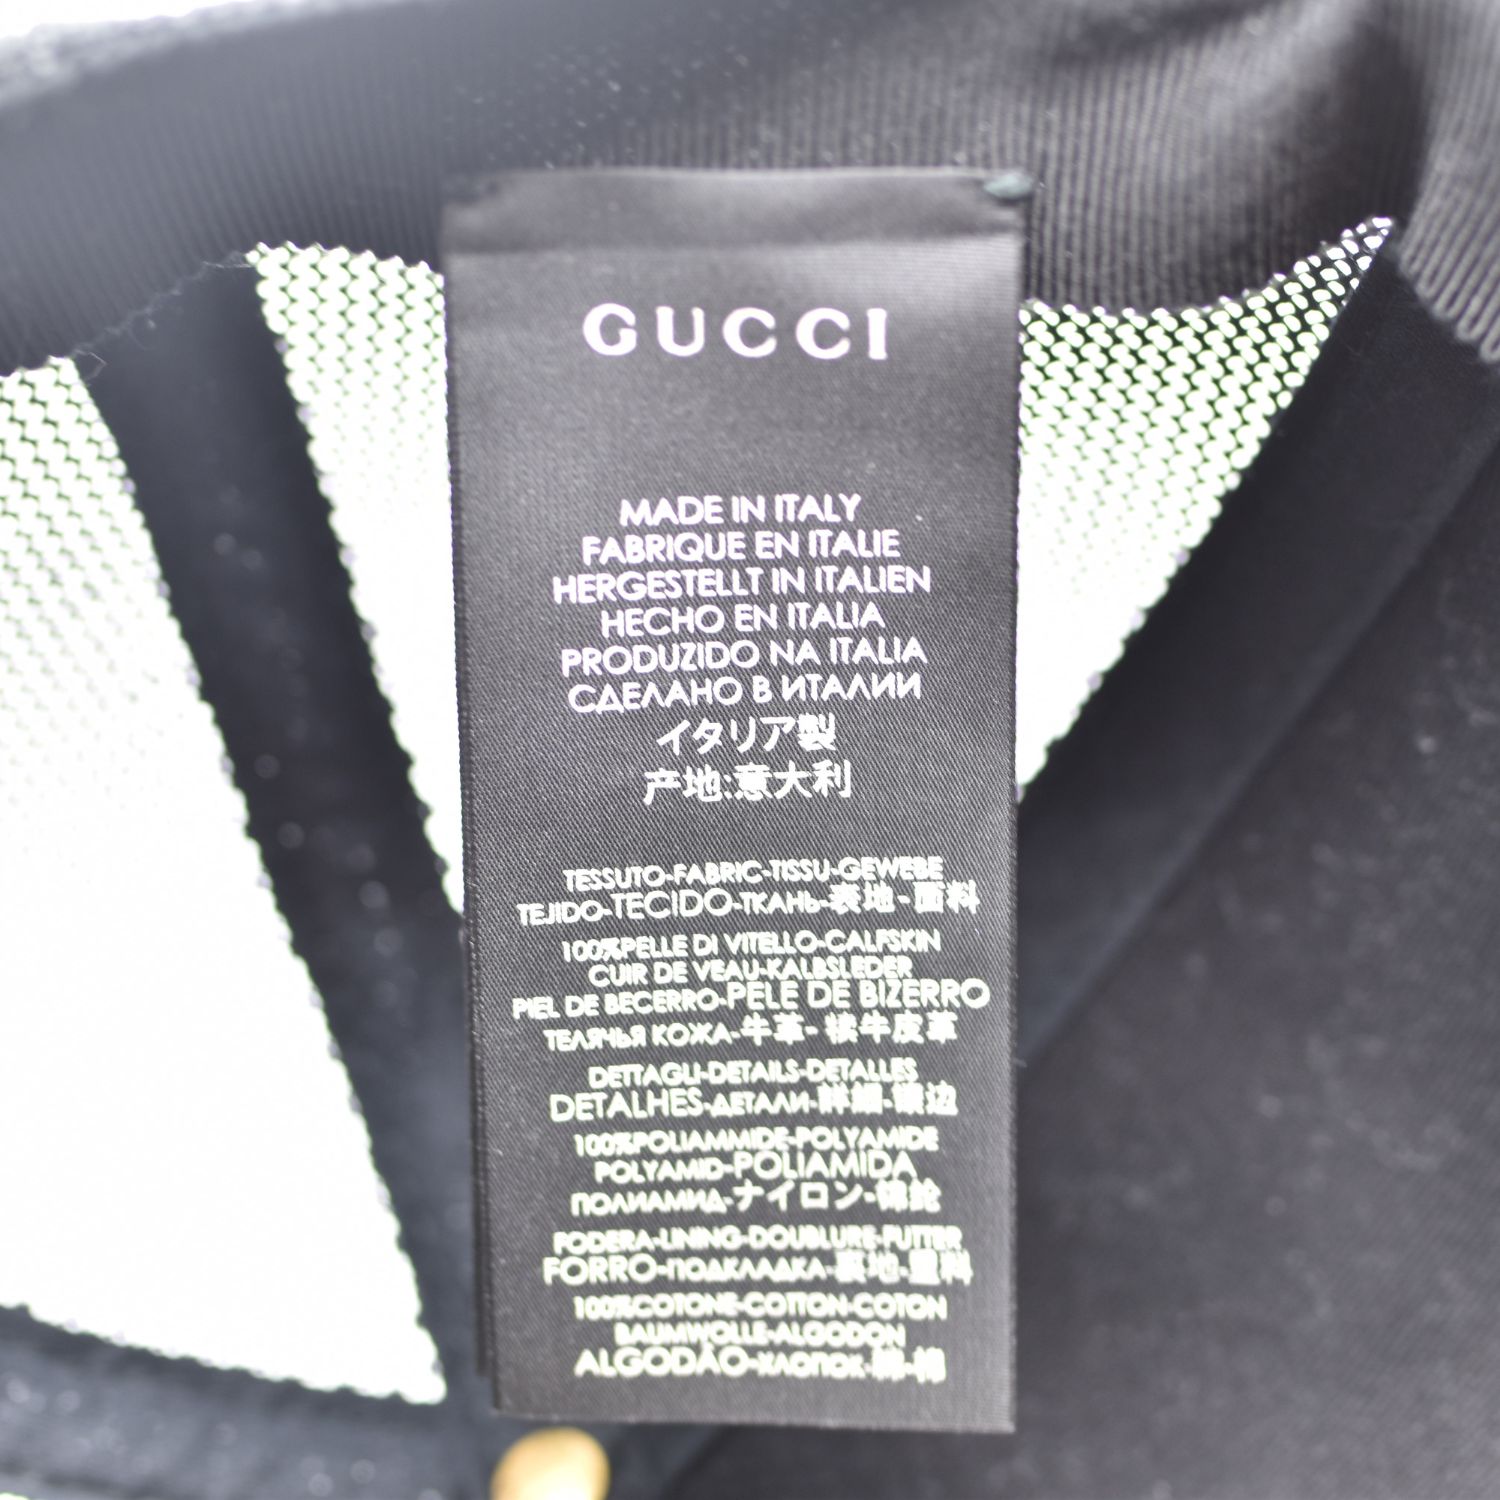 GUCCI
MADE IN ITALY
FABRIQUE EN ITALIE
HERGESTELLT IN ITALIEN
HECHO EN ITALIA
PRODUZIDO NA ITALIA
СДЕЛАНО В ИТАЛИИ
イタリア製
产地:意大利
TESSUTO-FABRIC-TISSU-GEWEBE
TEJIDO-TECIDO-ТКАНЬ-表地-面料
100%PELLE DI VITELLO-CALFSKIN
CUIR DE VEAU-KALBSLEDER
PIEL DE BECERRO-PELE DE BIZERRO
ТЕЛЯЧЬЯ КОЖА-牛革-犊牛皮革
DETTAGLI-DETAILS-DETALLES
DETALHES-ДЕТАЛИ-詳細-镶边
100%POLIAMMIDE-POLYAMIDE
POLYAMID-POLIAMIDA
ПОЛИАМИД-ナイロン-锦纶
FODERA-LINING-DOUBLURE-FUTTER
FORRO-ПОДКЛАДКА-裏地-里料
100%COTONE-COTTON-COTON
BAUMWOLLE-ALGODON
ALGODÃO-ХЛОПОК-綿-棉